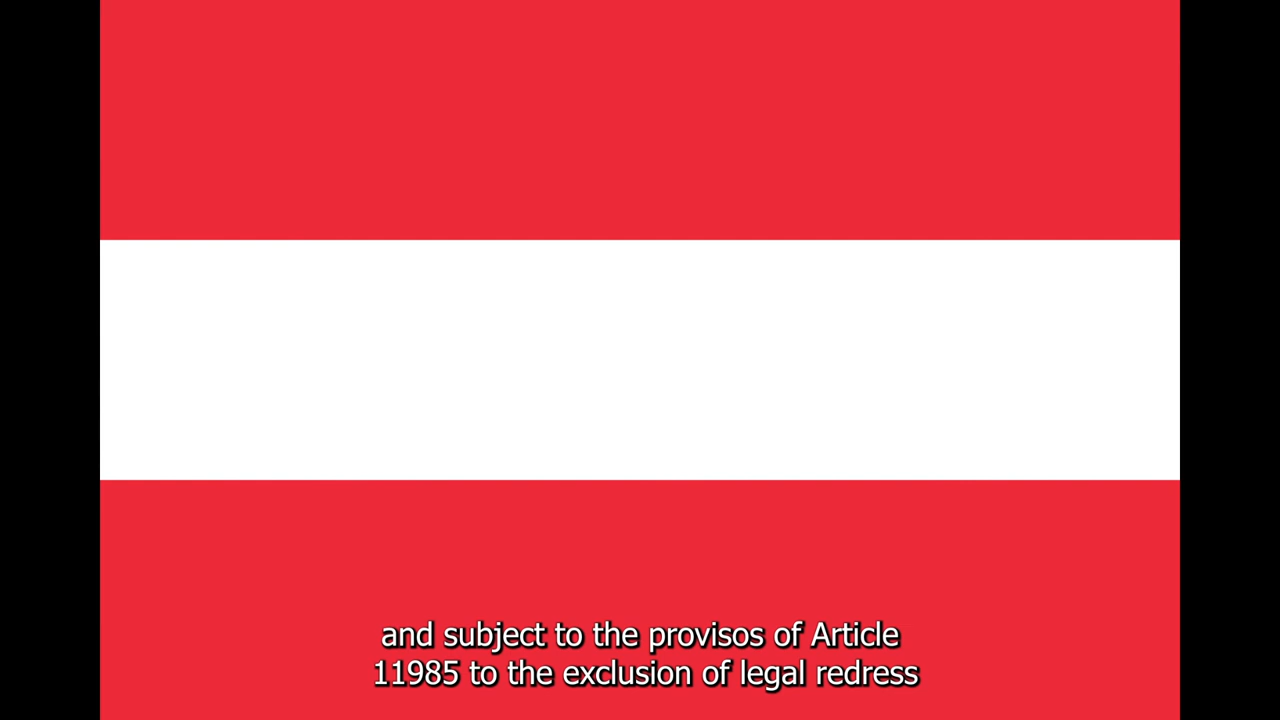 and subject to the provisos of Article
11985 to the exclusion of legal redress